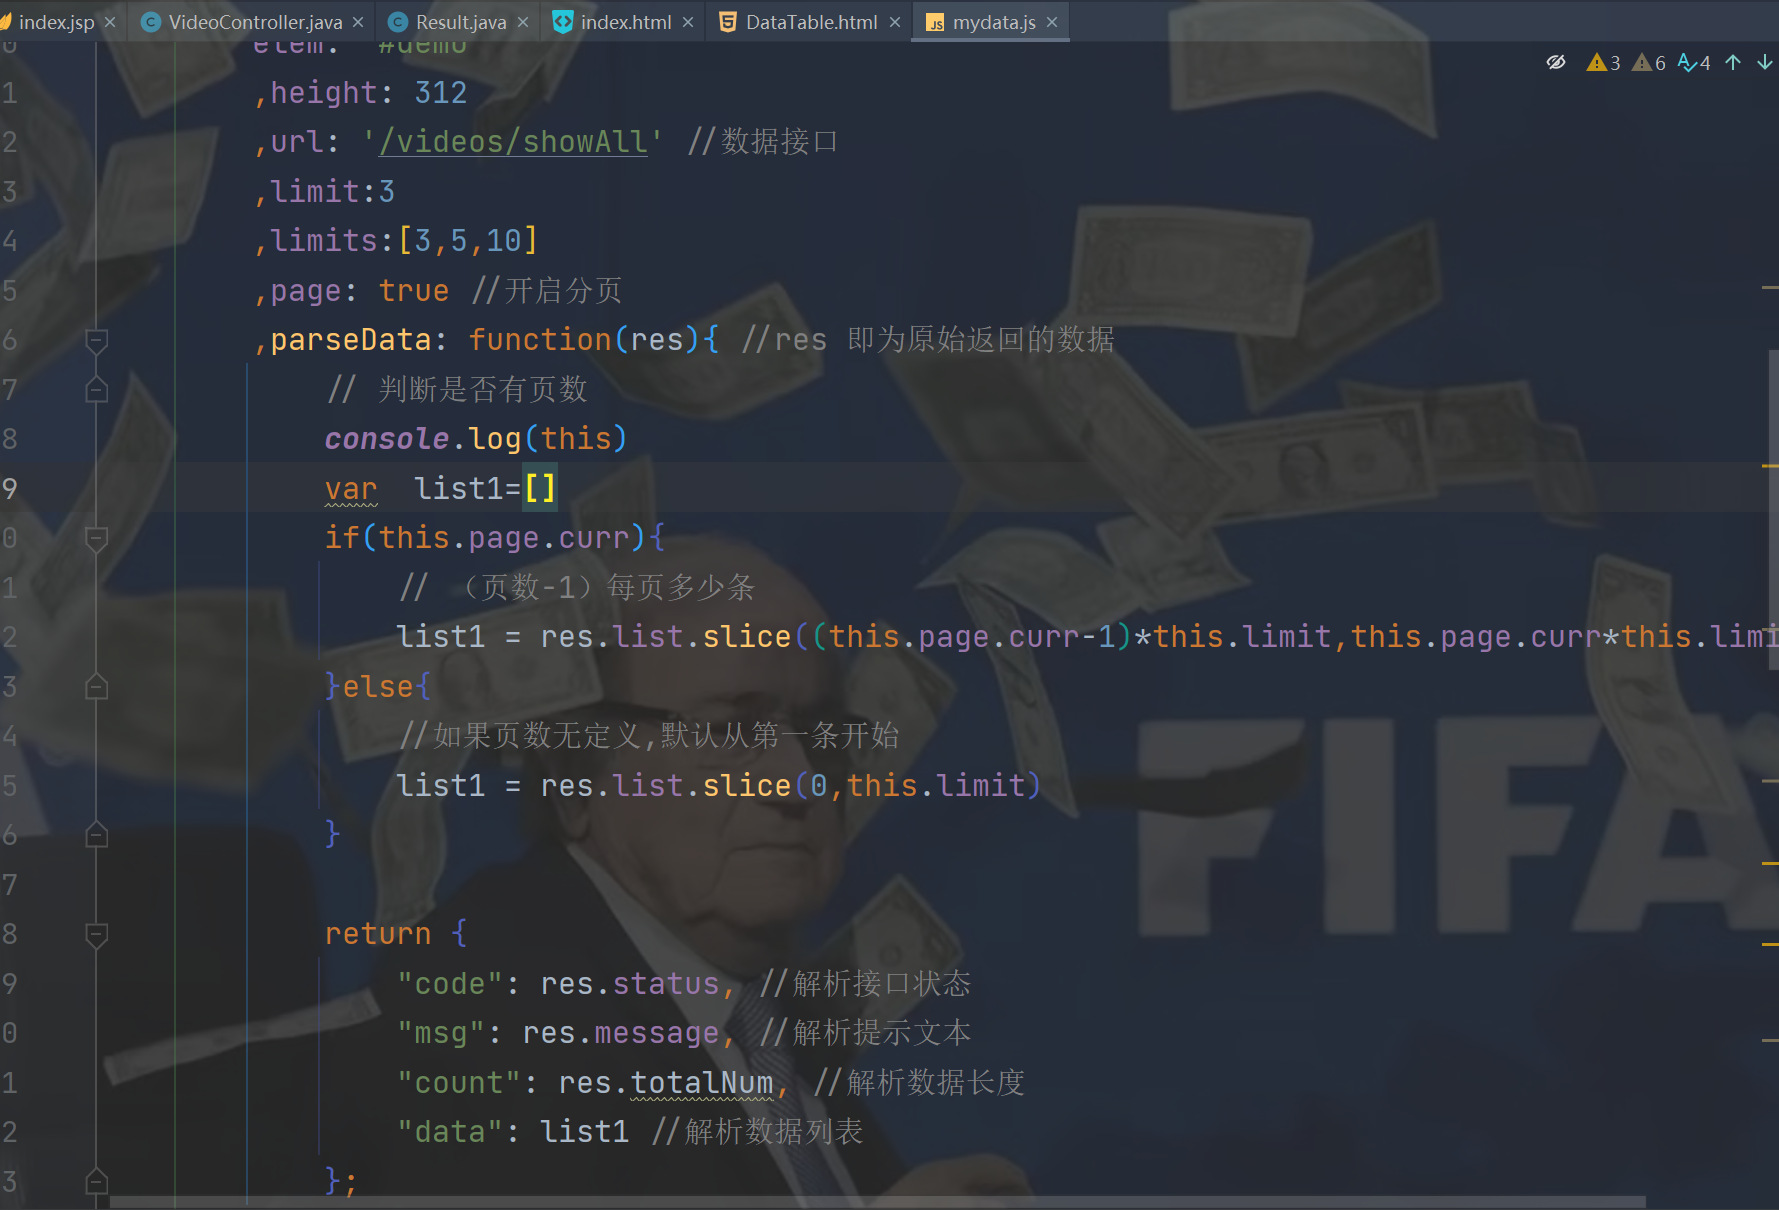 index.jsp VideoController.java Result.java index.html DataTable.html mydata.js
elem: '#demo'
3 6 4
1 ,height: 312
2 ,url: '/videos/showAll' //数据接口
3 ,limit:3
4 ,limits:[3,5,10]
5 ,page: true //开启分页
6 ,parseData: function(res){ //res 即为原始返回的数据
7 // 判断是否有页数
8 console.log(this)
9 var list1=[]
0 if(this.page.curr){
1 // （页数-1）每页多少条
2 list1 = res.list.slice((this.page.curr-1)*this.limit,this.page.curr*this.limi
3 }else{
4 //如果页数无定义,默认从第一条开始
5 list1 = res.list.slice(0,this.limit)
6 }
7
8 return {
9 "code": res.status, //解析接口状态
0 "msg": res.message, //解析提示文本
1 "count": res.totalNum, //解析数据长度
2 "data": list1 //解析数据列表
3 };
FIFA